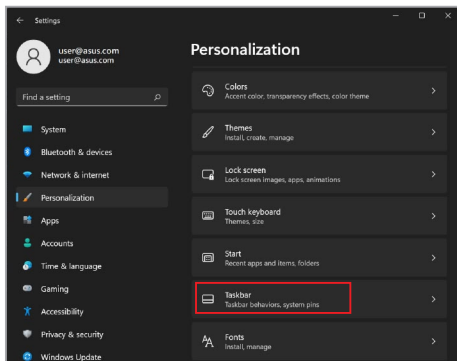 Settings
user@asus.com
user@asus.com
Find a setting
System
Bluetooth & devices
Network & internet
Personalization
Apps
Accounts
Time & language
Gaming
Accessibility
Privacy & security
Windows Update
Personalization
Colors
Accent color, transparency effects, color theme
Themes
Install, create, manage
Lock screen
Lock screen images, apps, animations
Touch keyboard
Themes, size
Start
Recent apps and items, folders
Taskbar
Taskbar behaviors, system pins
Fonts
Install, manage